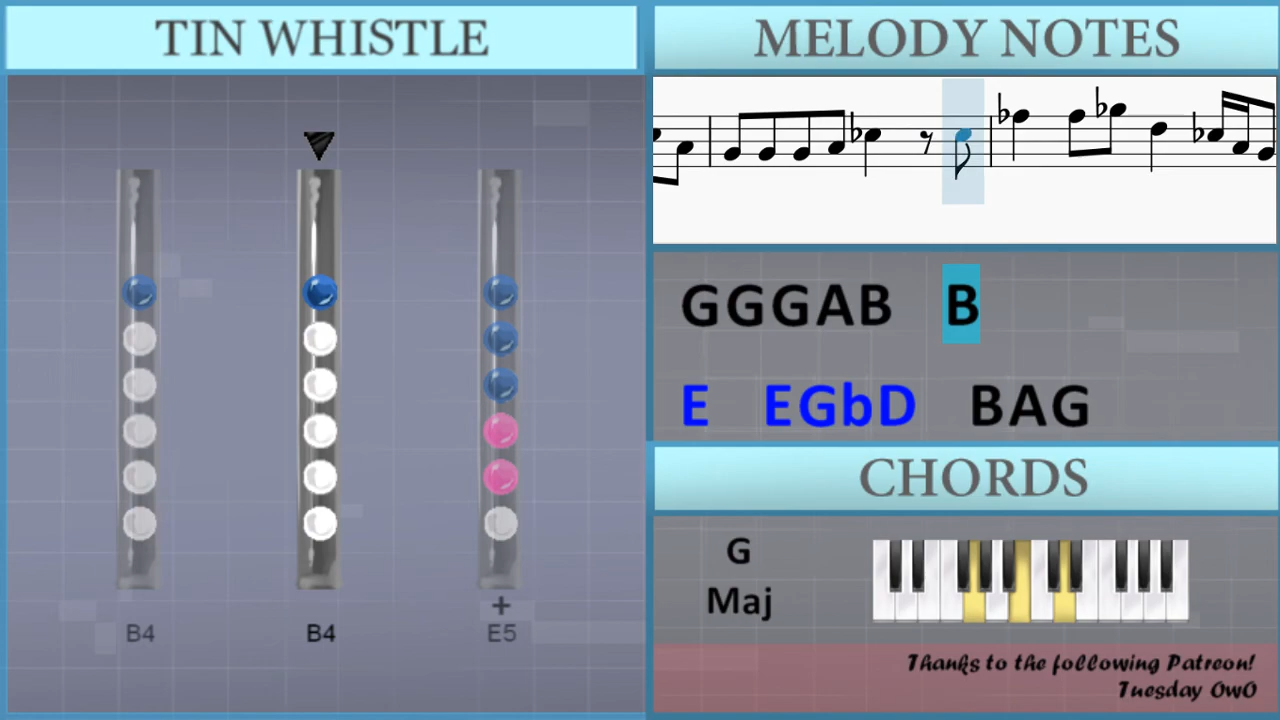 TIN WHISTLE
B4
B4
+
E5
MELODY NOTES
GGGAB B
E EGbD BAG
CHORDS
G
Maj
Thanks to the following Patreon!
Tuesday OwO